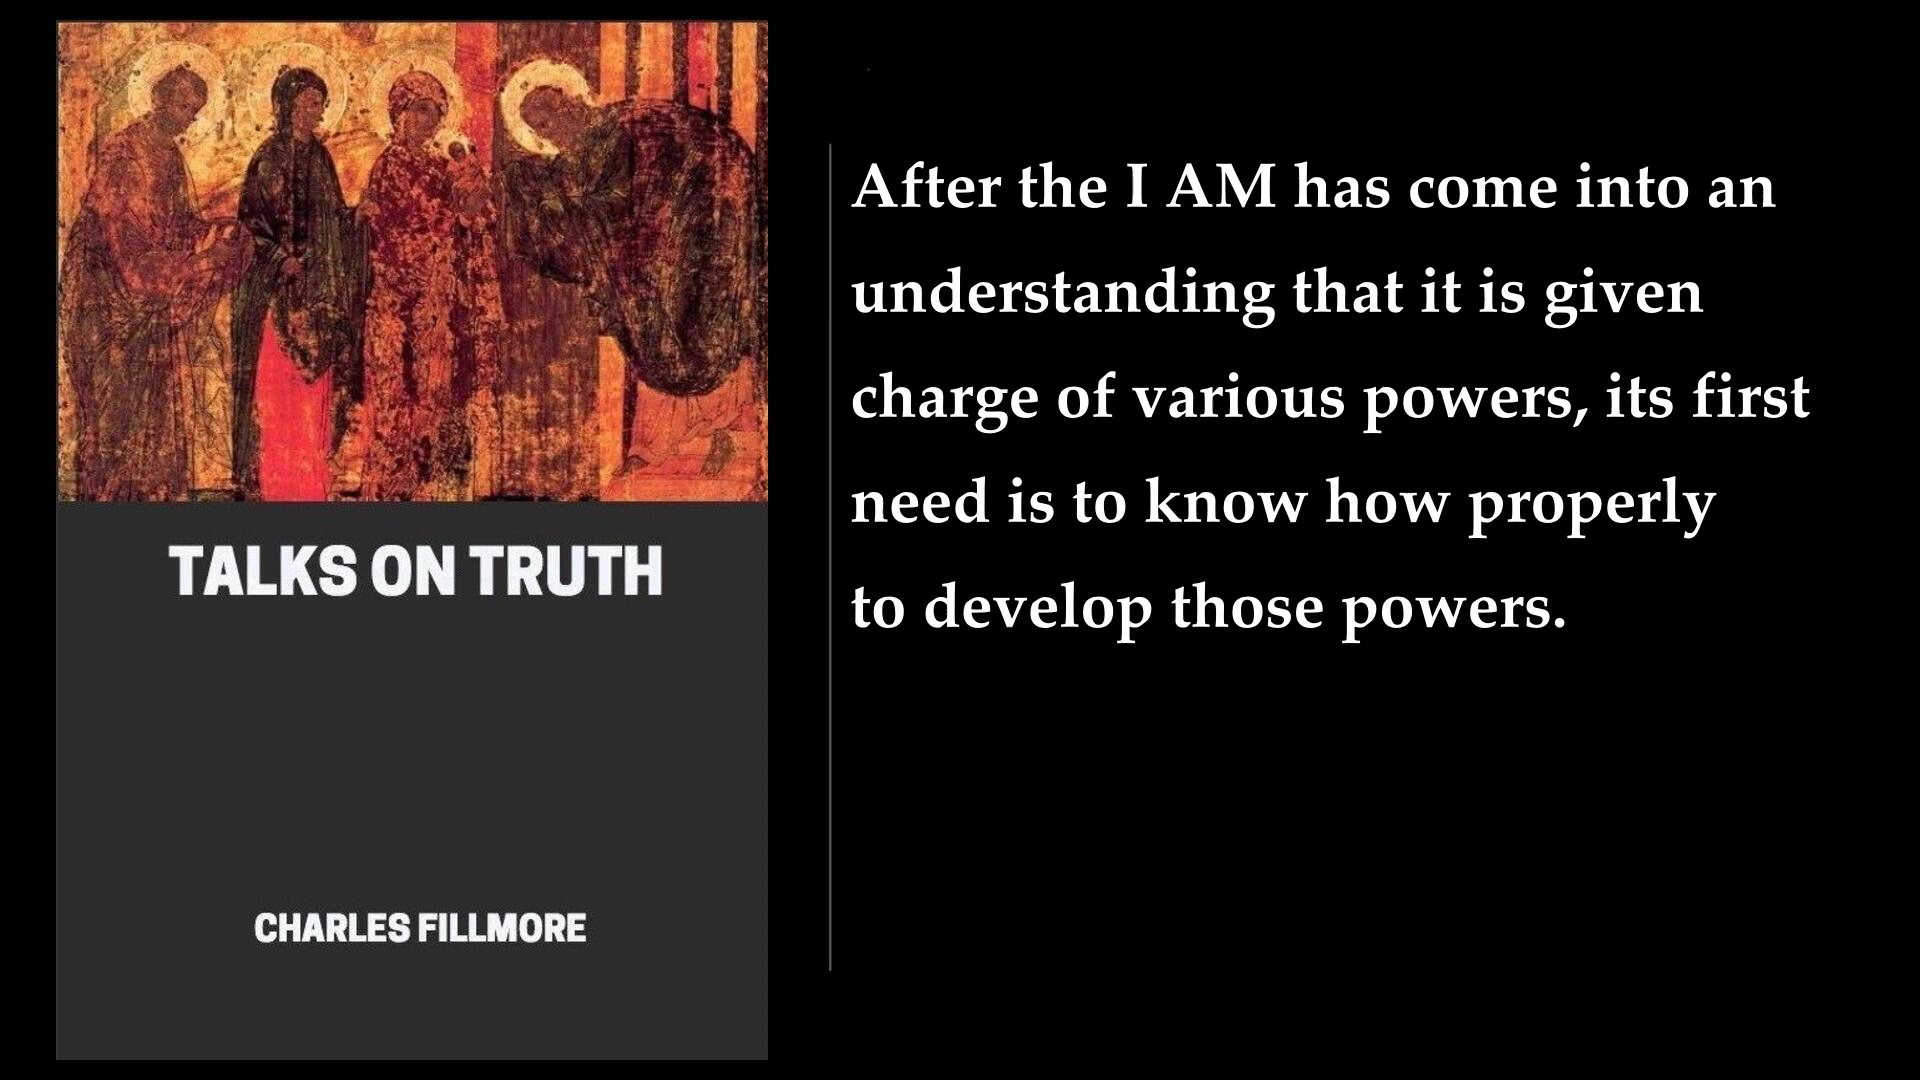 TALKS ON TRUTH
CHARLES FILLMORE
After the I AM has come into an
understanding that it is given
charge of various powers, its first
need is to know how properly
to develop those powers.